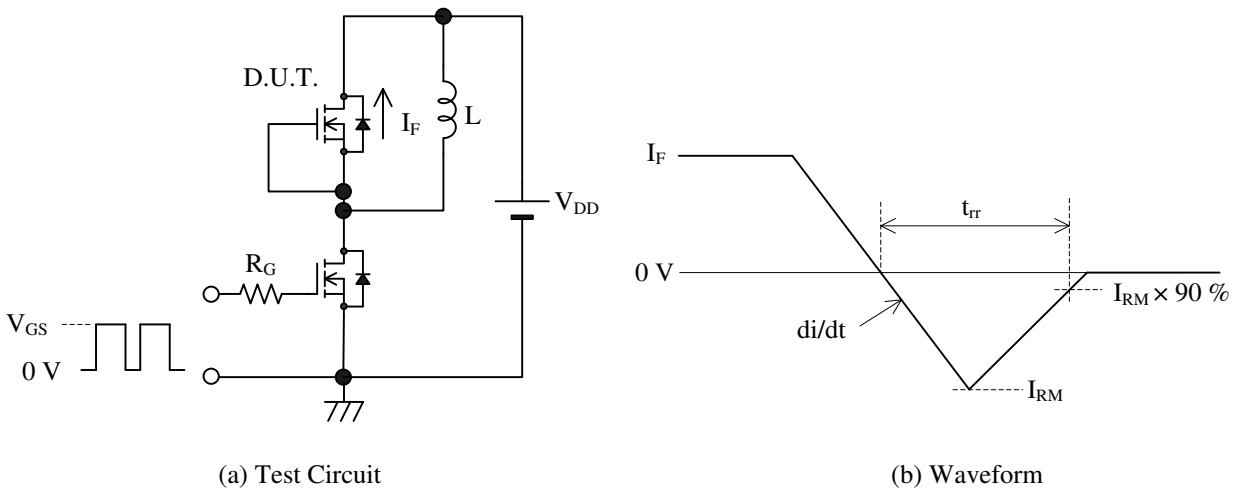 D.U.T.
I_F
L
V_DD
R_G
V_GS
0 V
(a) Test Circuit
I_F
t_rr
0 V
I_RM × 90 %
di/dt
I_RM
(b) Waveform